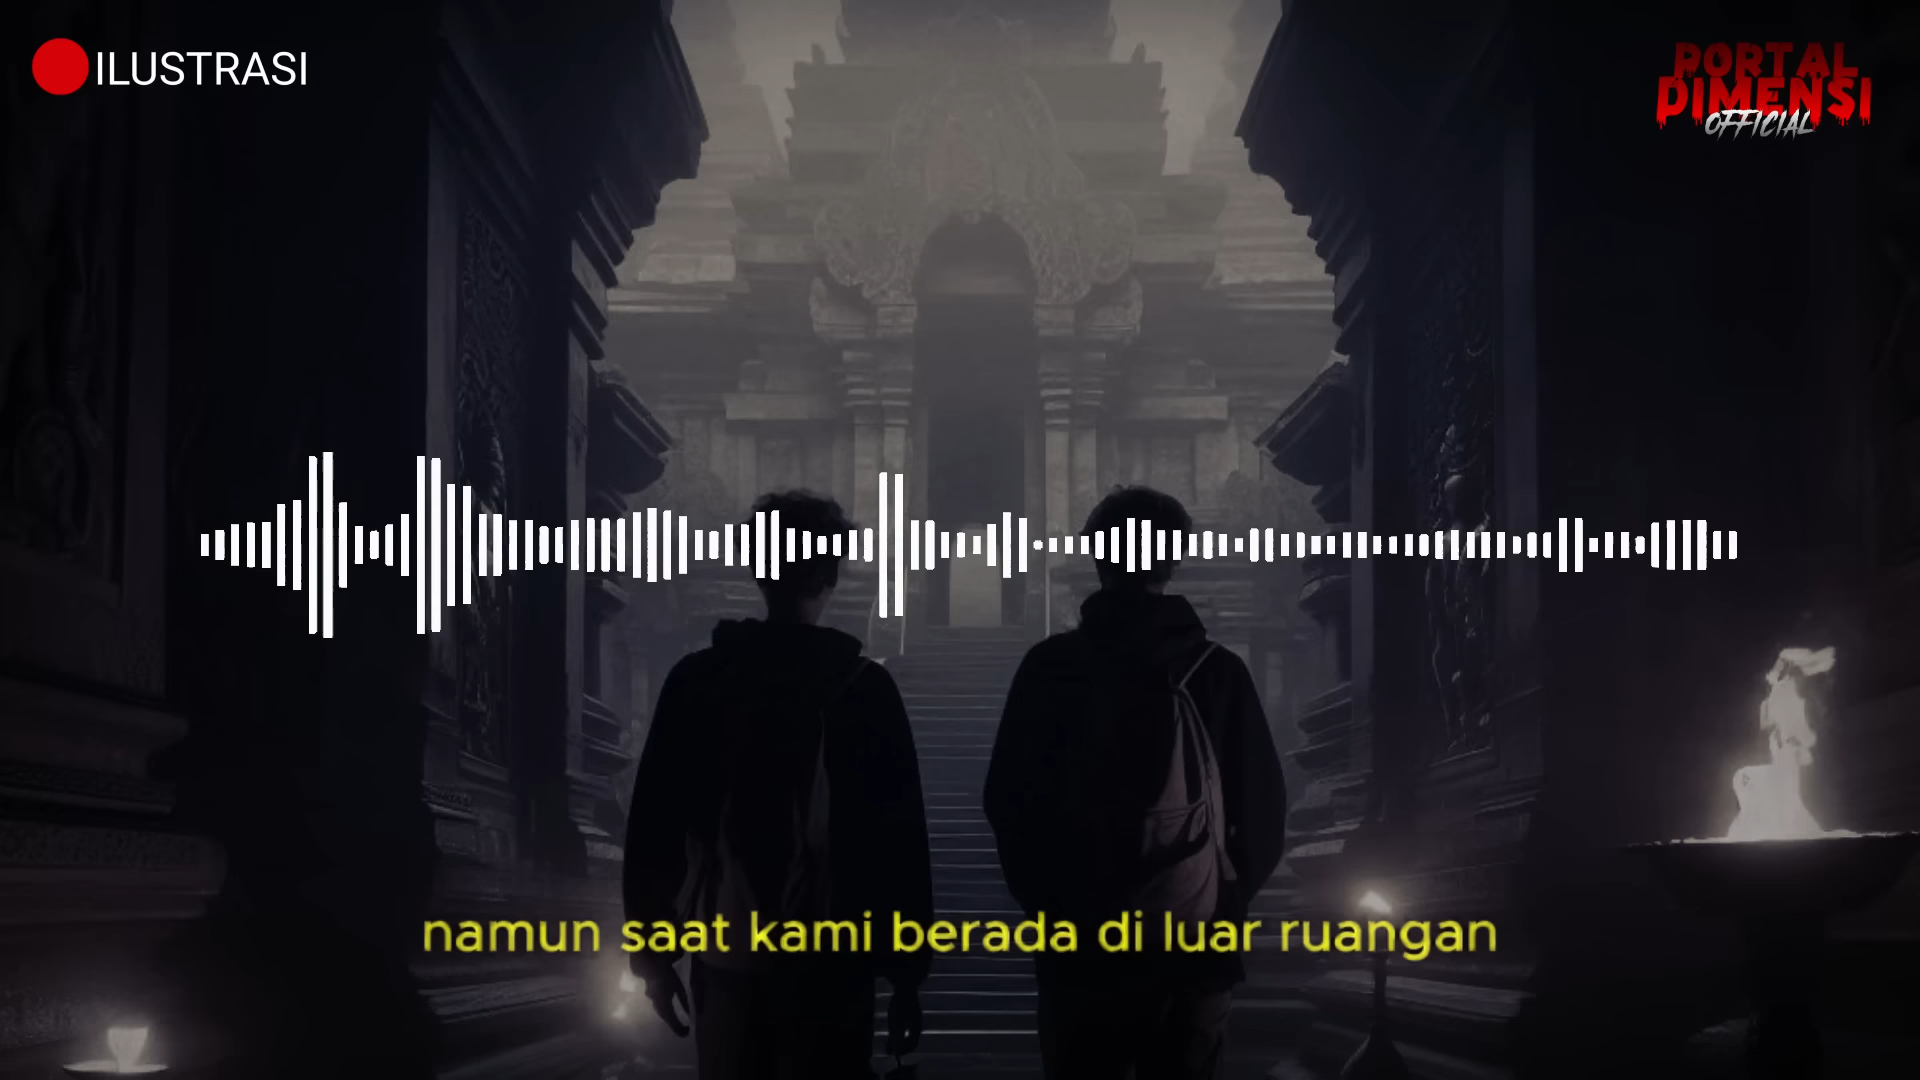 ILUSTRASI
PORTAL
DIMENSI
OFFICIAL
namun saat kami berada di luar ruangan